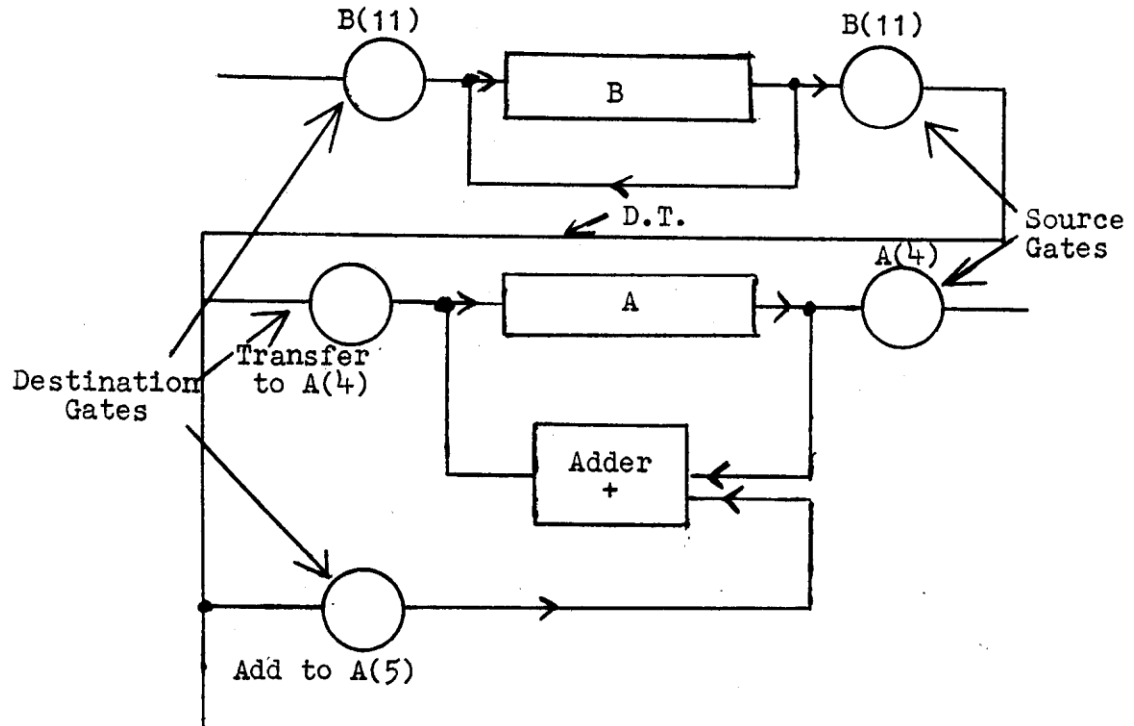 B(11)
B(11)
B
D.T.
Source
Gates
A(4)
A
Transfer
to A(4)
Destination
Gates
Adder
+
Add to A(5)